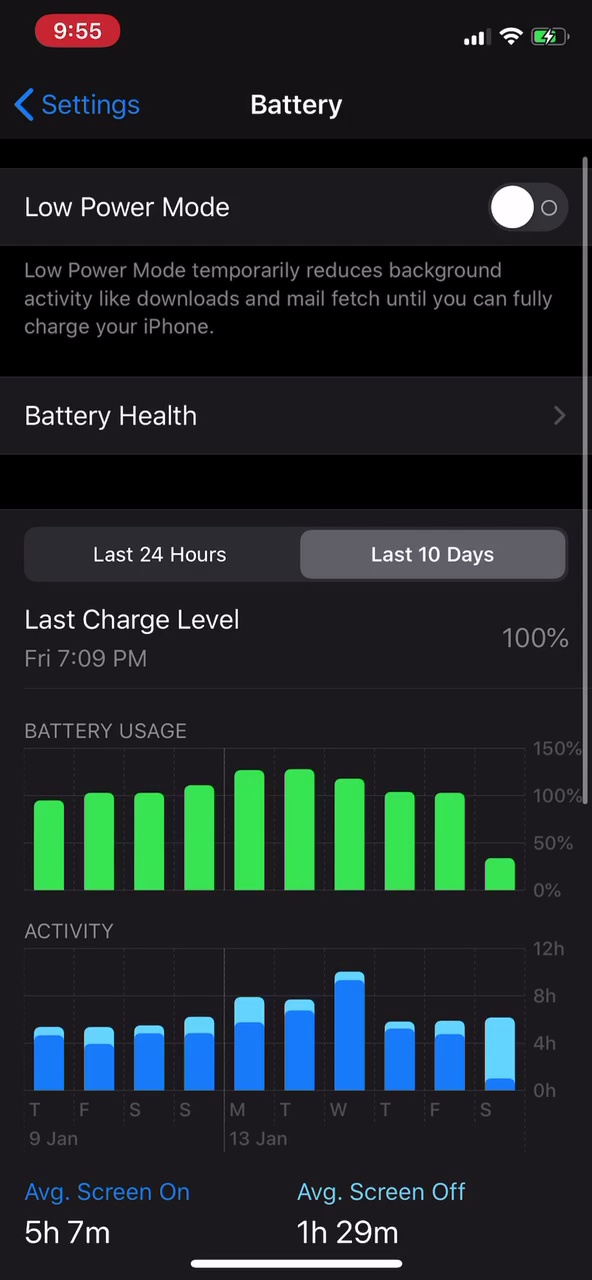 9:55
Settings
Battery
Low Power Mode
Low Power Mode temporarily reduces background
activity like downloads and mail fetch until you can fully
charge your iPhone.
Battery Health
Last 24 Hours
Last 10 Days
Last Charge Level
100%
Fri 7:09 PM
BATTERY USAGE
150%
100%
50%
0%
ACTIVITY
12h
8h
4h
0h
T F S S M T W T F S
9 Jan
13 Jan
Avg. Screen On
Avg. Screen Off
5h 7m
1h 29m